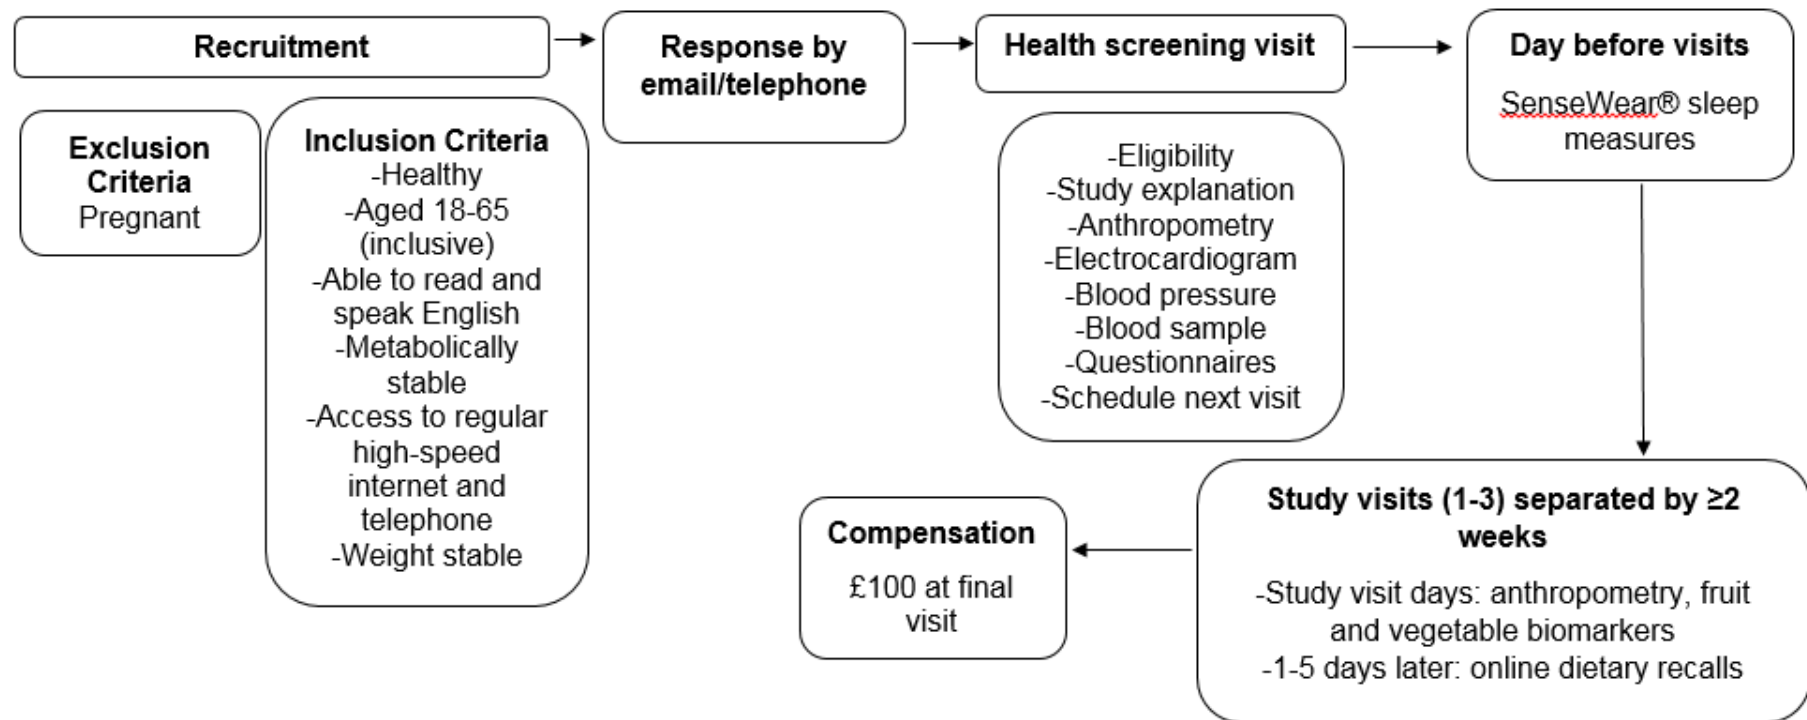 Recruitment
Exclusion
Criteria
Pregnant
Inclusion Criteria
-Healthy
-Aged 18-65
(inclusive)
-Able to read and
speak English
-Metabolically
stable
-Access to regular
high-speed
internet and
telephone
-Weight stable
Response by
email/telephone
Health screening visit
-Eligibility
-Study explanation
-Anthropometry
-Electrocardiogram
-Blood pressure
-Blood sample
-Questionnaires
-Schedule next visit
Day before visits
SenseWear® sleep
measures
Study visits (1-3) separated by ≥2
weeks
-Study visit days: anthropometry, fruit
and vegetable biomarkers
-1-5 days later: online dietary recalls
Compensation
£100 at final
visit